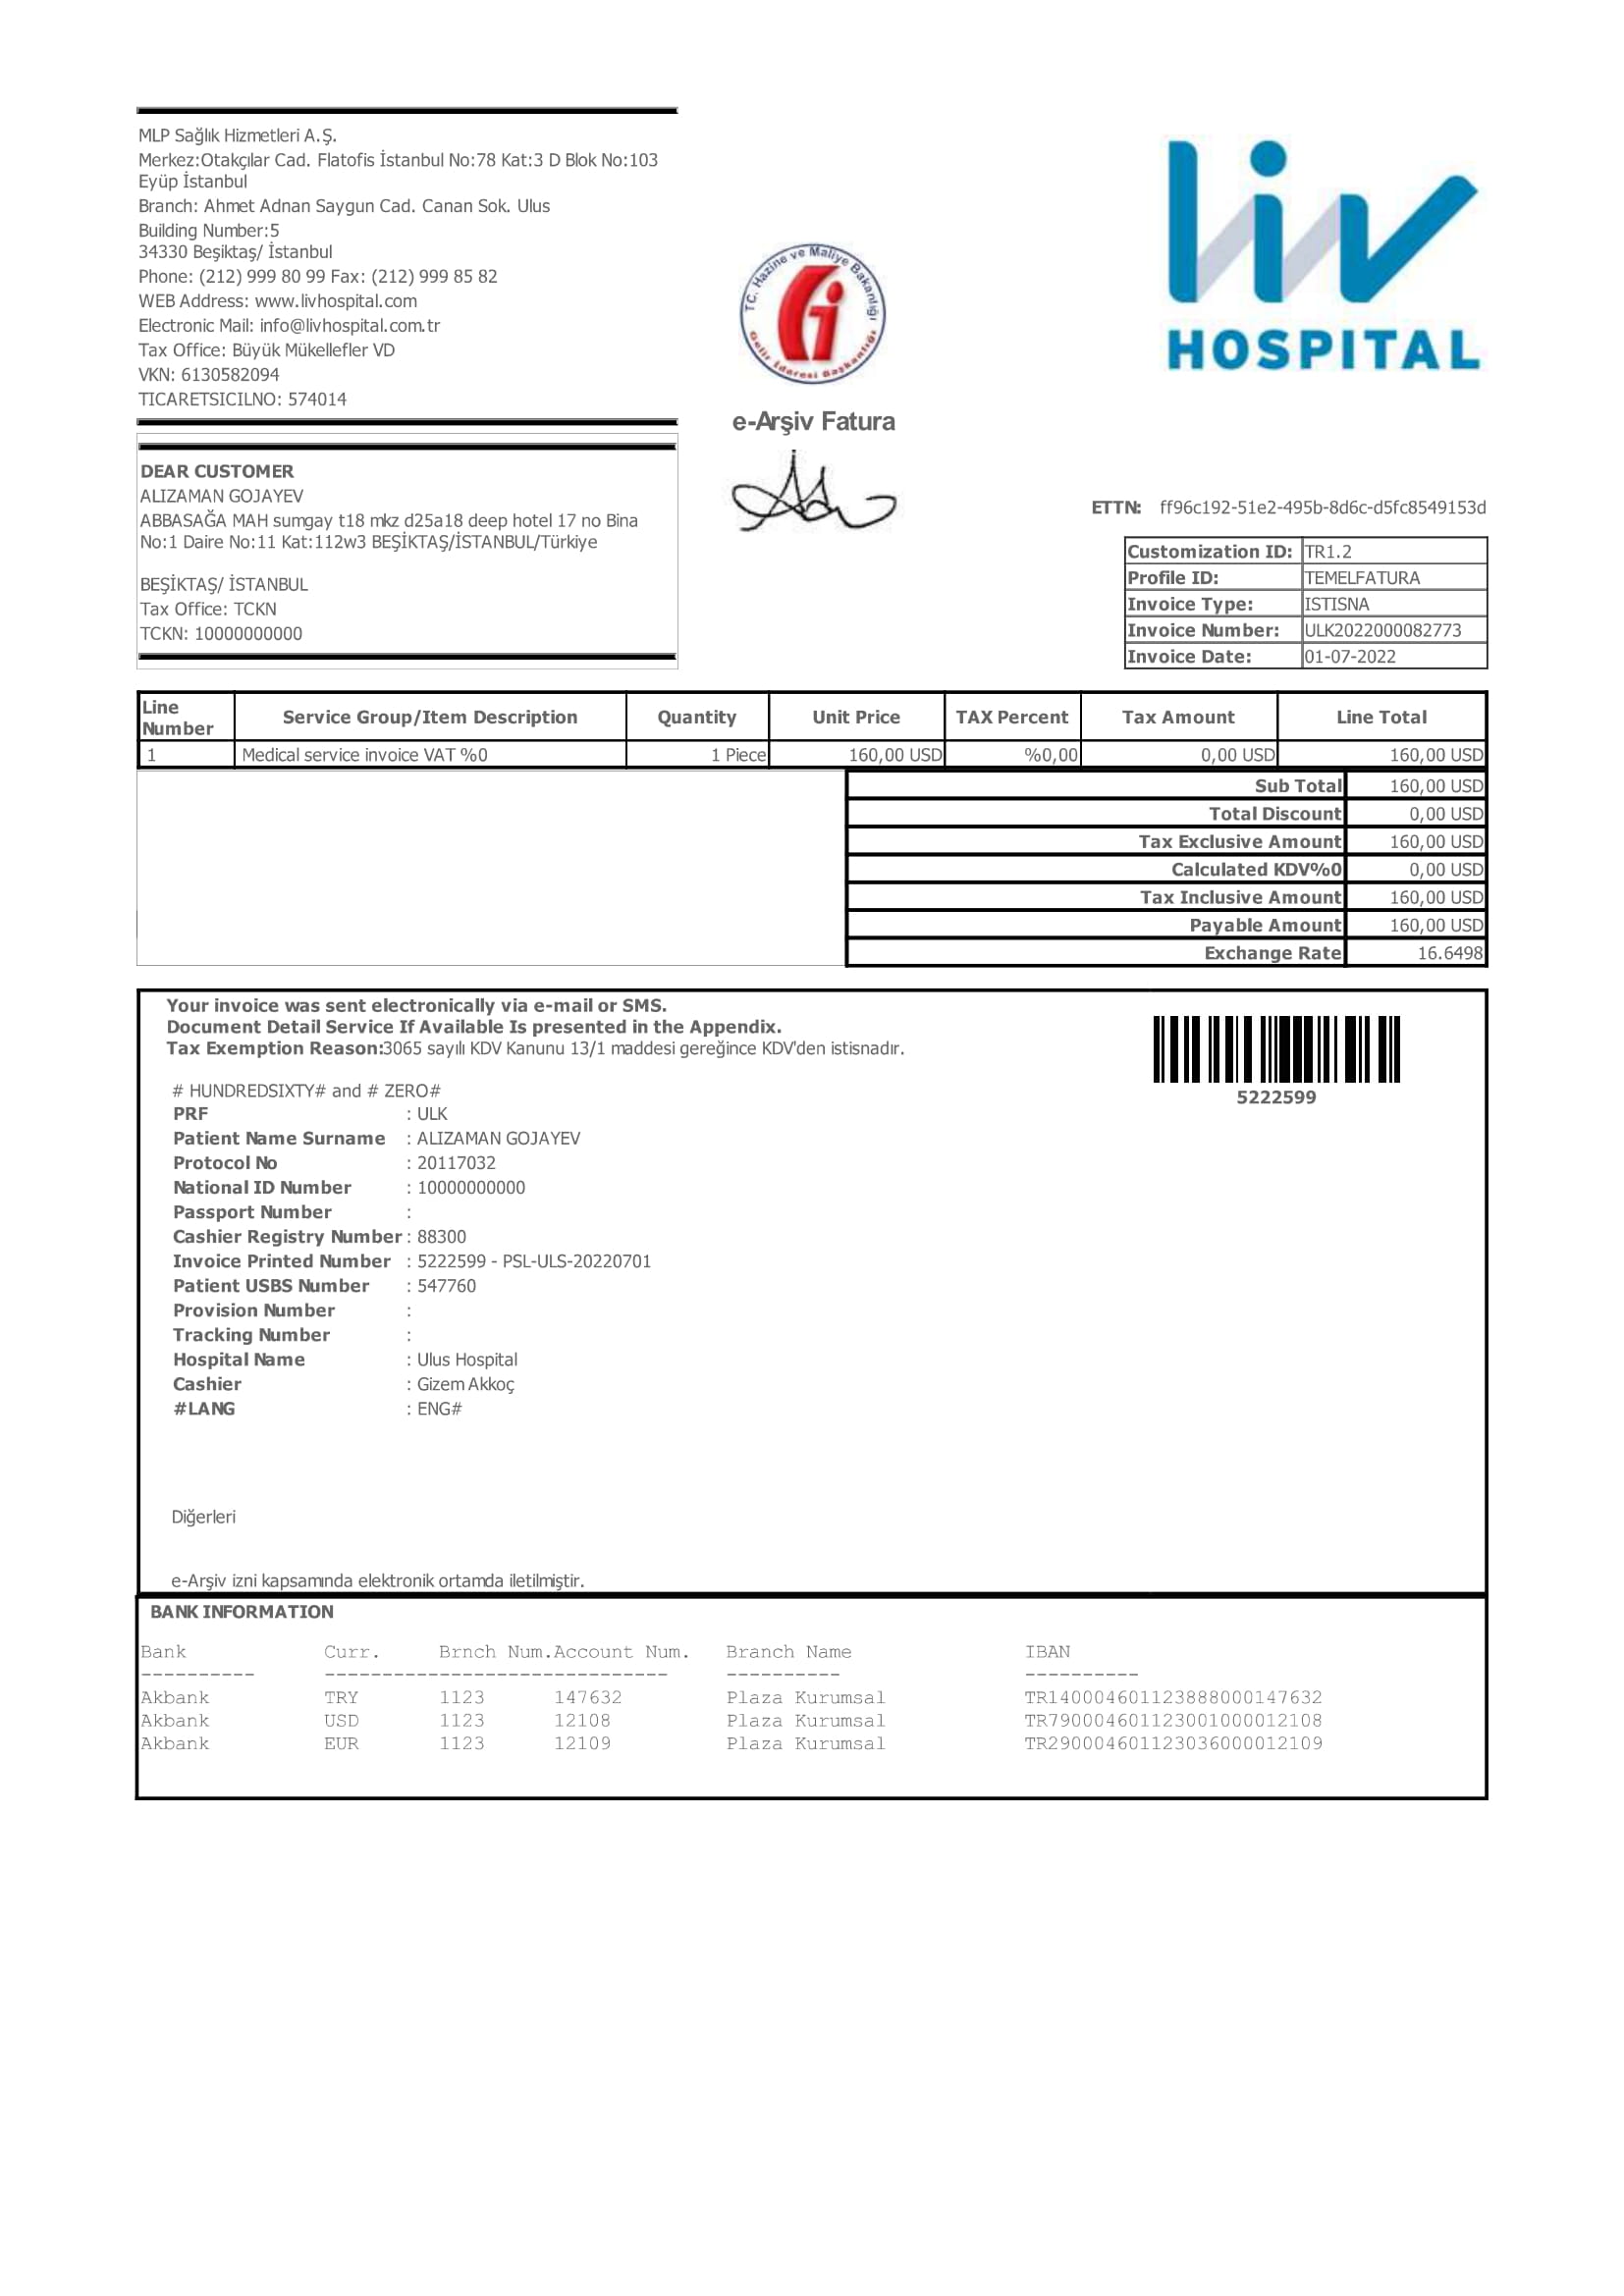 MLP Sağlık Hizmetleri A.Ş.
Merkez:Otakçılar Cad. Flatofis İstanbul No:78 Kat:3 D Blok No:103
Eyüp İstanbul
Branch: Ahmet Adnan Saygun Cad. Canan Sok. Ulus
Building Number:5
34330 Beşiktaş/ İstanbul
Phone: (212) 999 80 99 Fax: (212) 999 85 82
WEB Address: www.livhospital.com
Electronic Mail: info@livhospital.com.tr
Tax Office: Büyük Mükellefler VD
VKN: 6130582094
TICARETSICILNO: 574014
T.C. Hazine ve Maliye Bakanlığı
Gelir İdaresi Başkanlığı
e-Arşiv Fatura
liv
HOSPITAL
DEAR CUSTOMER
ALIZAMAN GOJAYEV
ABBASAĞA MAH sumgay t18 mkz d25a18 deep hotel 17 no Bina
No:1 Daire No:11 Kat:112w3 BEŞİKTAŞ/İSTANBUL/Türkiye
BEŞİKTAŞ/ İSTANBUL
Tax Office: TCKN
TCKN: 10000000000
ETTN: ff96c192-51e2-495b-8d6c-d5fc8549153d
Customization ID: TR1.2
Profile ID: TEMELFATURA
Invoice Type: ISTISNA
Invoice Number: ULK2022000082773
Invoice Date: 01-07-2022
Line Number Service Group/Item Description Quantity Unit Price TAX Percent Tax Amount Line Total
1 Medical service invoice VAT %0 1 Piece 160,00 USD %0,00 0,00 USD 160,00 USD
Sub Total 160,00 USD
Total Discount 0,00 USD
Tax Exclusive Amount 160,00 USD
Calculated KDV%0 0,00 USD
Tax Inclusive Amount 160,00 USD
Payable Amount 160,00 USD
Exchange Rate 16.6498
Your invoice was sent electronically via e-mail or SMS.
Document Detail Service If Available Is presented in the Appendix.
Tax Exemption Reason:3065 sayılı KDV Kanunu 13/1 maddesi gereğince KDV'den istisnadır.
5222599
# HUNDREDSIXTY# and # ZERO#
PRF : ULK
Patient Name Surname : ALIZAMAN GOJAYEV
Protocol No : 20117032
National ID Number : 10000000000
Passport Number :
Cashier Registry Number : 88300
Invoice Printed Number : 5222599 - PSL-ULS-20220701
Patient USBS Number : 547760
Provision Number :
Tracking Number :
Hospital Name : Ulus Hospital
Cashier : Gizem Akkoç
#LANG : ENG#
Diğerleri
e-Arşiv izni kapsamında elektronik ortamda iletilmiştir.
BANK INFORMATION
Bank Curr. Brnch Num.Account Num. Branch Name IBAN
---------- ------------------------------ ---------- ----------
Akbank TRY 1123 147632 Plaza Kurumsal TR140004601123888000147632
Akbank USD 1123 12108 Plaza Kurumsal TR790004601123001000012108
Akbank EUR 1123 12109 Plaza Kurumsal TR290004601123036000012109